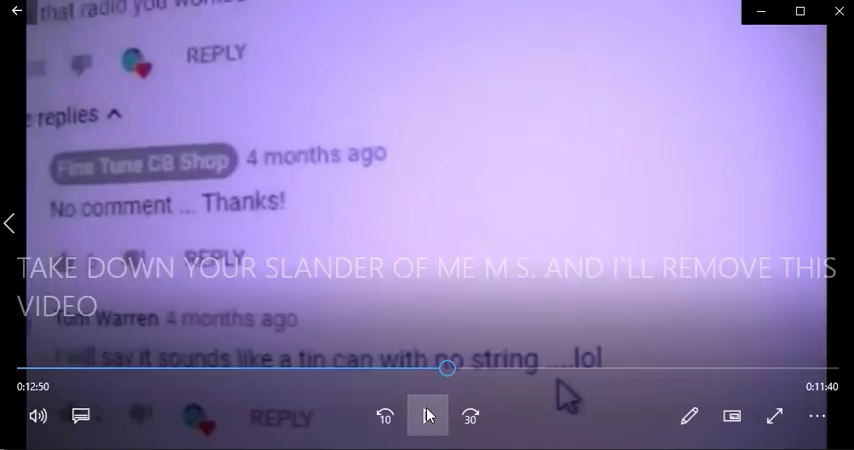 that radio you
REPLY
replies
Fine Tune CB Shop 4 months ago
No comment ... Thanks!
REPLY
TAKE DOWN YOUR SLANDER OF ME M.S. AND I'LL REMOVE THIS
VIDEO
Tom Warren 4 months ago
I will say it sounds like a tin can with no string ....lol
0:12:50
0:11:40
10
30
REPLY